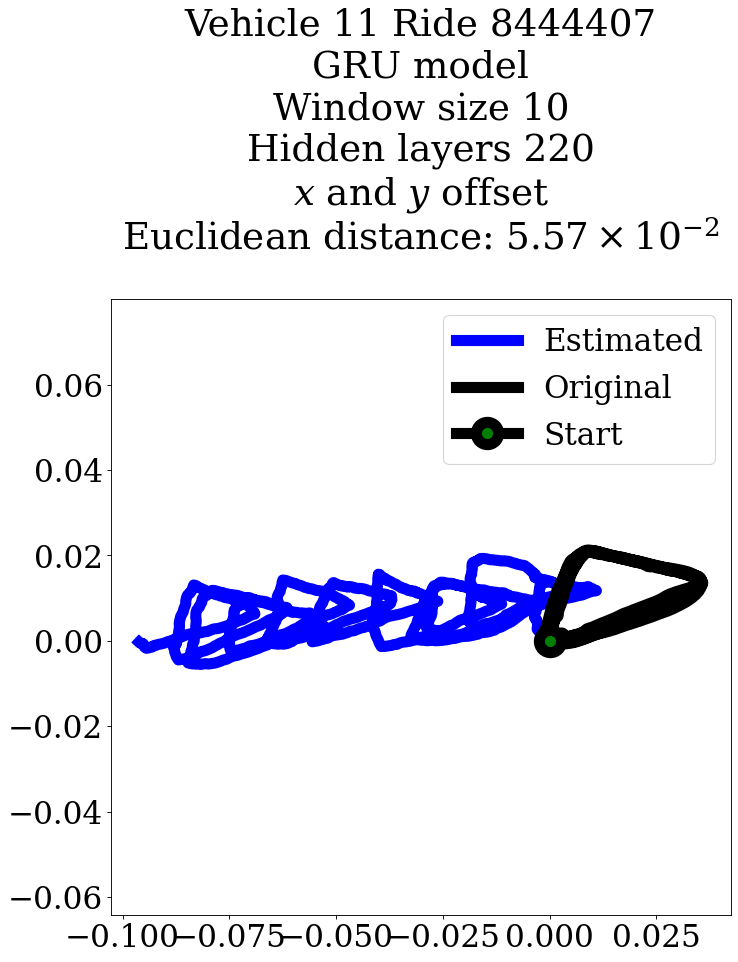 Vehicle 11 Ride 8444407
GRU model
Window size 10
Hidden layers 220
x and y offset
Euclidean distance: 5.57 × 10⁻²
Estimated
Original
Start
0.06
0.04
0.02
0.00
−0.02
−0.04
−0.06
−0.100 −0.075 −0.050 −0.025 0.000 0.025